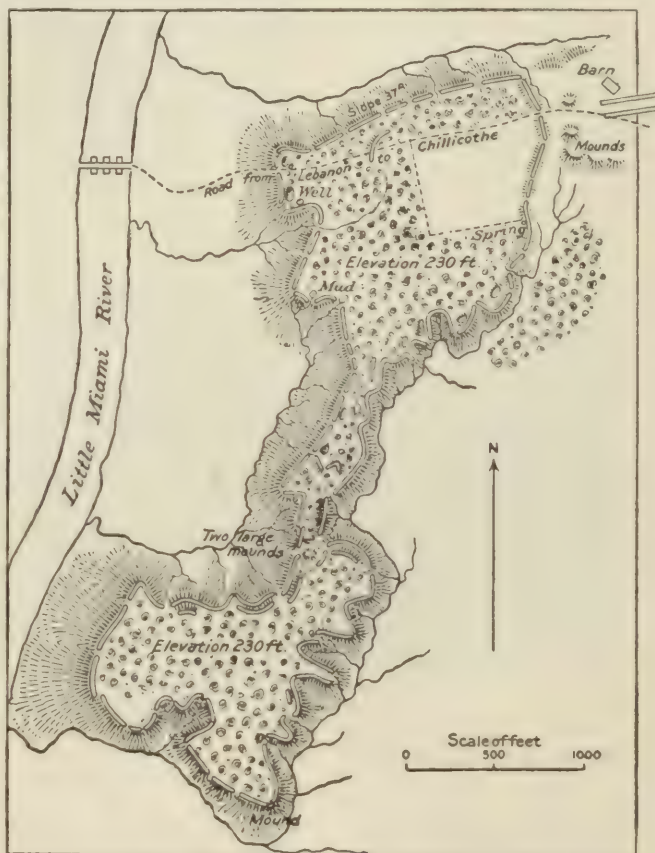 Barn
Slope 37°
Chillicothe
Mounds
Road from Lebanon to
Well
Spring
Elevation 230 ft.
Mud
Little Miami River
N
Two large
mounds
Elevation 230 ft.
Scale of feet
0 500 1000
Mound